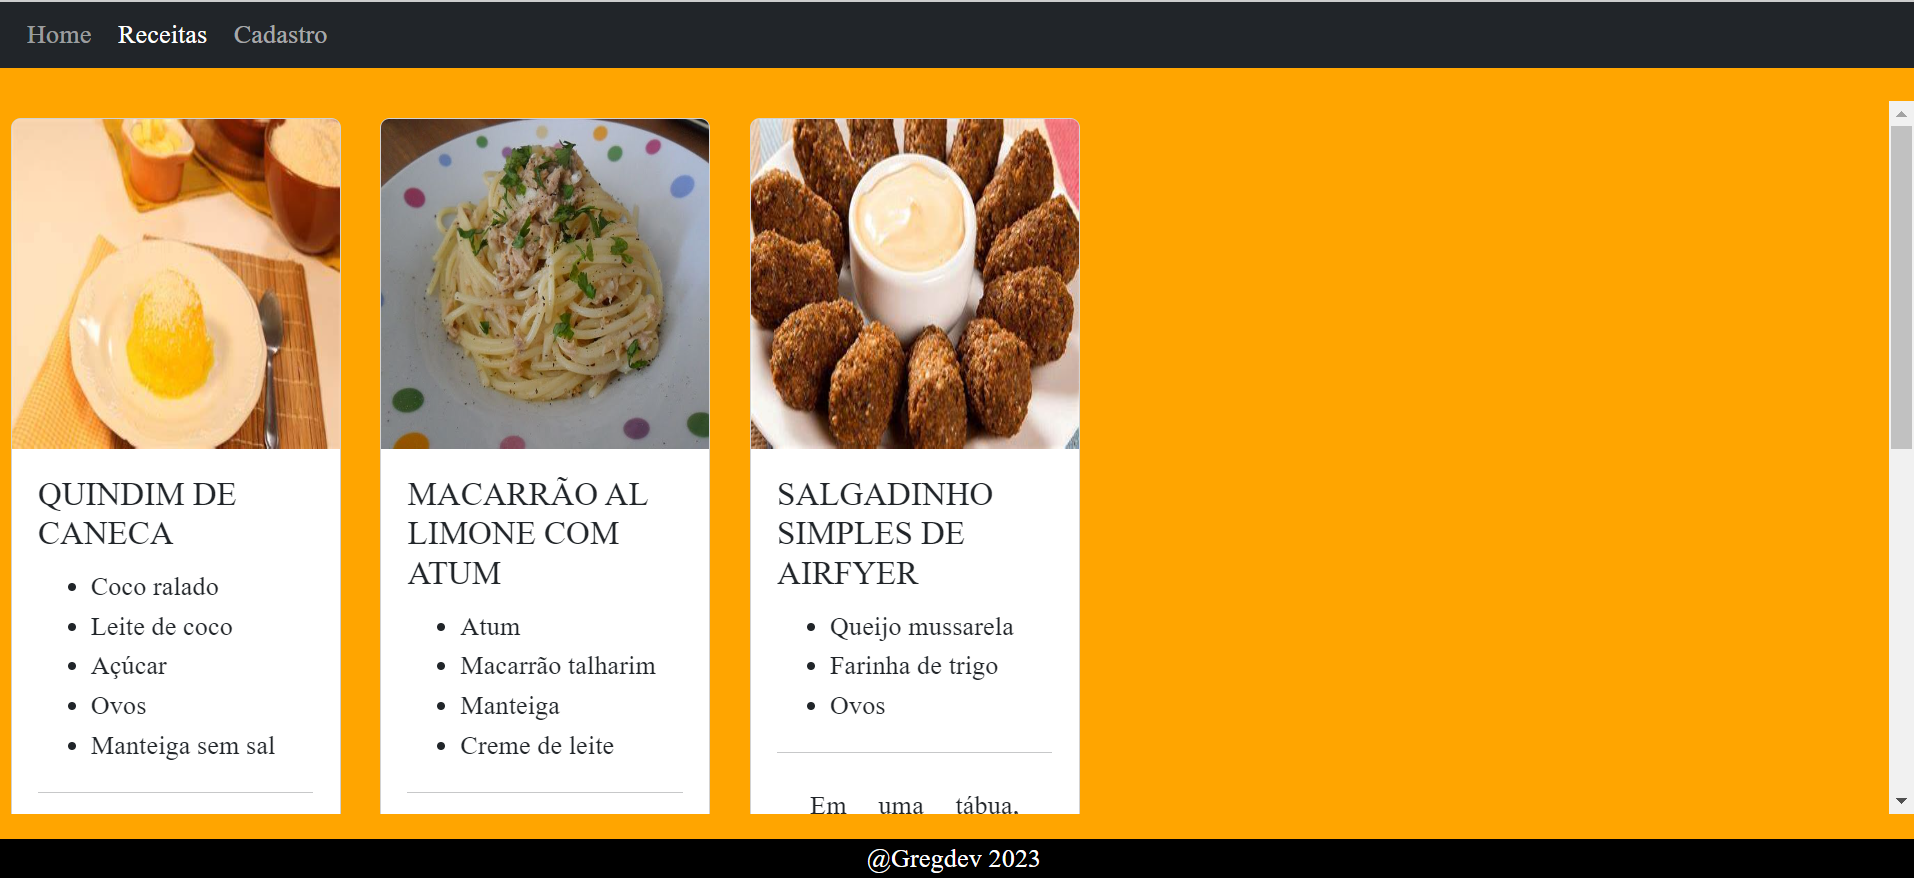 Home Receitas Cadastro
QUINDIM DE
CANECA
Coco ralado
Leite de coco
Açúcar
Ovos
Manteiga sem sal
MACARRÃO AL
LIMONE COM
ATUM
Atum
Macarrão talharim
Manteiga
Creme de leite
SALGADINHO
SIMPLES DE
AIRFYER
Queijo mussarela
Farinha de trigo
Ovos
Em uma tábua,
@Gregdev 2023